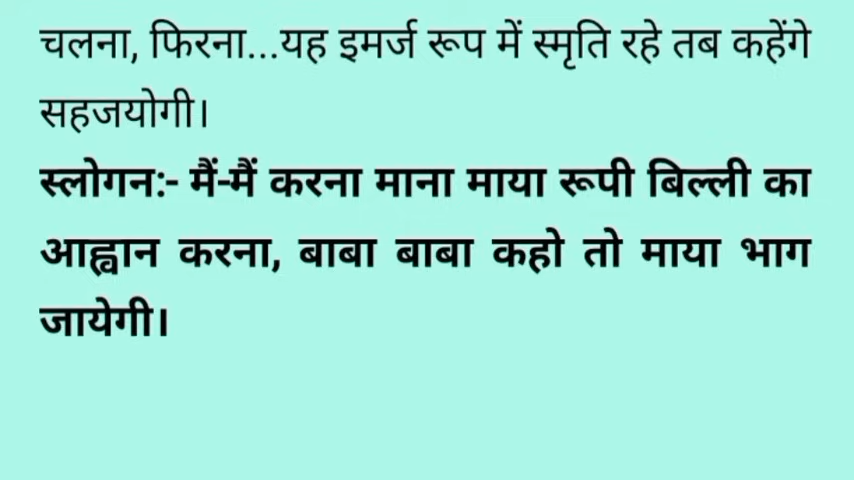 चलना, फिरना...यह इमर्ज रूप में स्मृति रहे तब कहेंगे
सहजयोगी।
स्लोगन:- मैं-मैं करना माना माया रूपी बिल्ली का
आह्वान करना, बाबा बाबा कहो तो माया भाग
जायेगी।